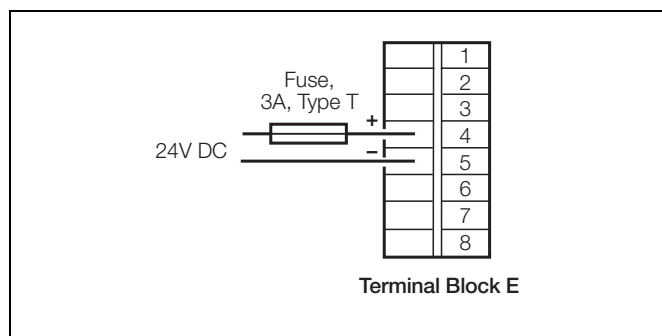 Fuse,
3A, Type T
+
24V DC
–
1
2
3
4
5
6
7
8
Terminal Block E